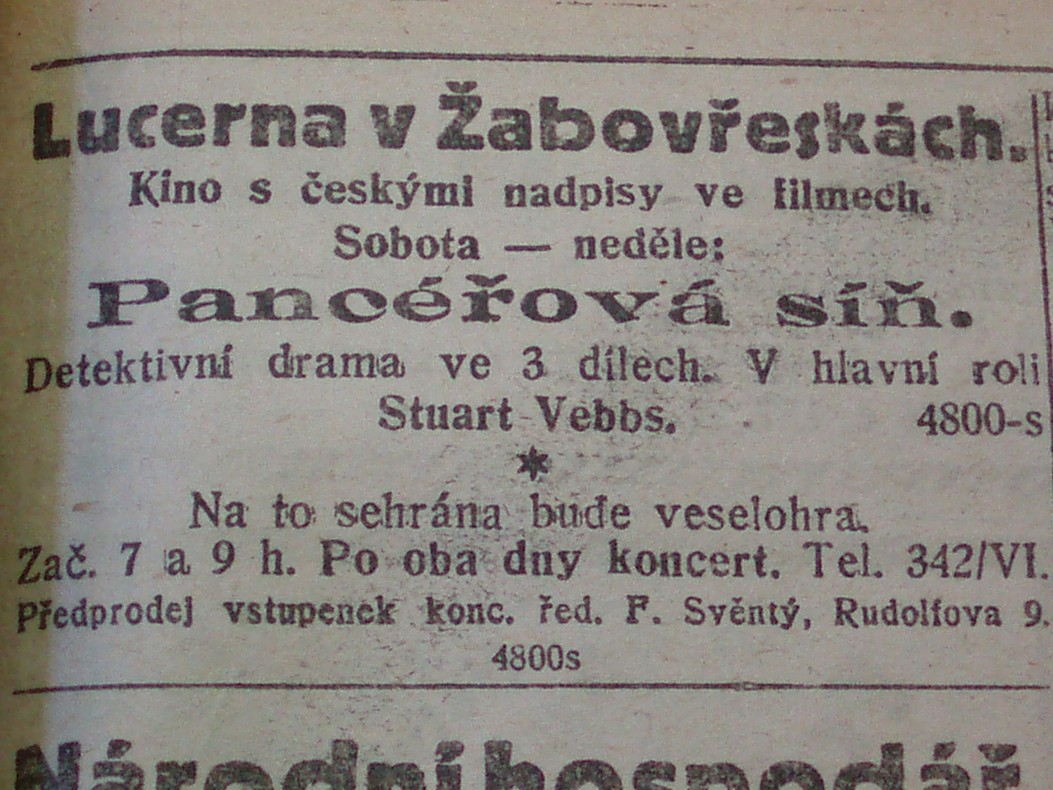 Lucerna v Žabovřeskách.
Kino s českými nadpisy ve filmech.
Sobota — neděle:
Pancéřová síň.
Detektivní drama ve 3 dílech. V hlavní roli
Stuart Vebbs. 4800-s
*
Na to sehrána bude veselohra.
Zač. 7 a 9 h. Po oba dny koncert. Tel. 342/VI.
Předprodej vstupenek konc. řed. F. Svěntý, Rudolfova 9.
4800s
Národní hospodář